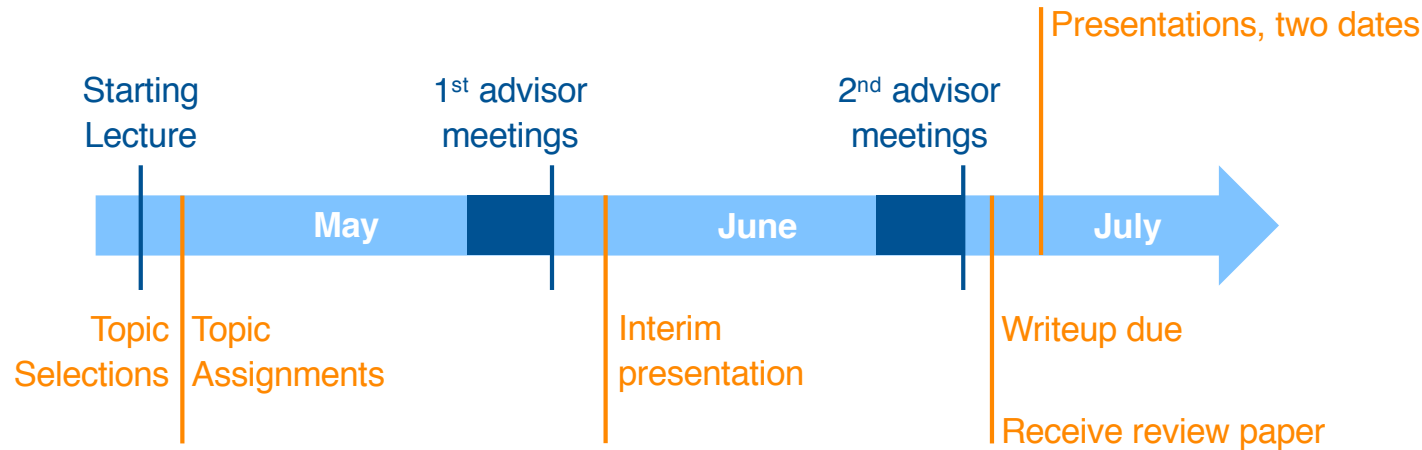 Presentations, two dates
Starting
Lecture
1st advisor
meetings
2nd advisor
meetings
May
June
July
Topic
Selections
Topic
Assignments
Interim
presentation
Writeup due
Receive review paper